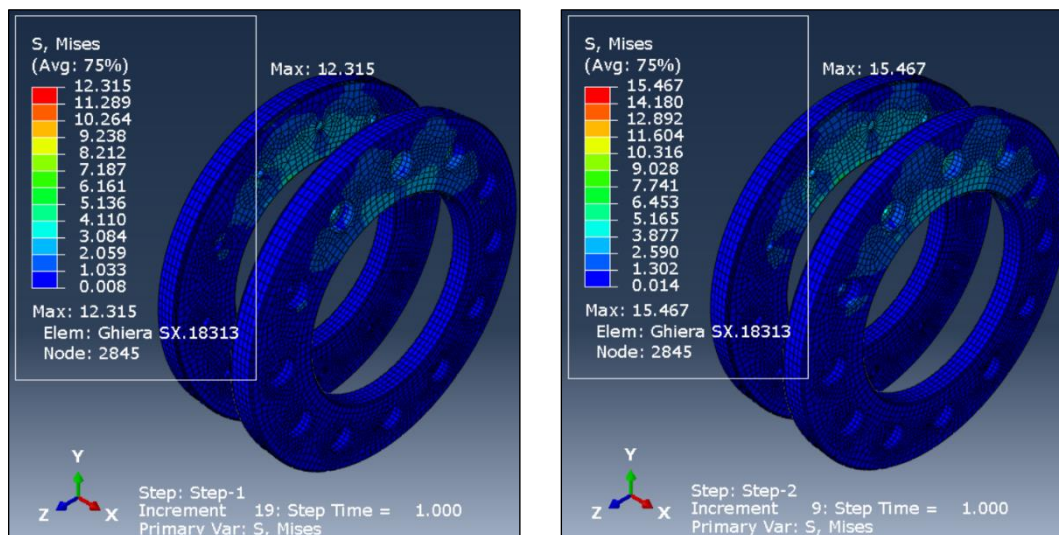 S, Mises
(Avg: 75%)
Max: 12.315
12.315
11.289
10.264
9.238
8.212
7.187
6.161
5.136
4.110
3.084
2.059
1.033
0.008
Max: 12.315
Elem: Ghiera SX.18313
Node: 2845
Y
Z X
Step: Step-1
Increment 19: Step Time = 1.000
Primary Var: S, Mises
S, Mises
(Avg: 75%)
Max: 15.467
15.467
14.180
12.892
11.604
10.316
9.028
7.741
6.453
5.165
3.877
2.590
1.302
0.014
Max: 15.467
Elem: Ghiera SX.18313
Node: 2845
Y
Z X
Step: Step-2
Increment 9: Step Time = 1.000
Primary Var: S, Mises